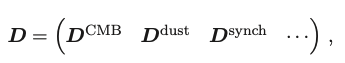 D = (D^CMB D^dust D^synch ⋯) ,